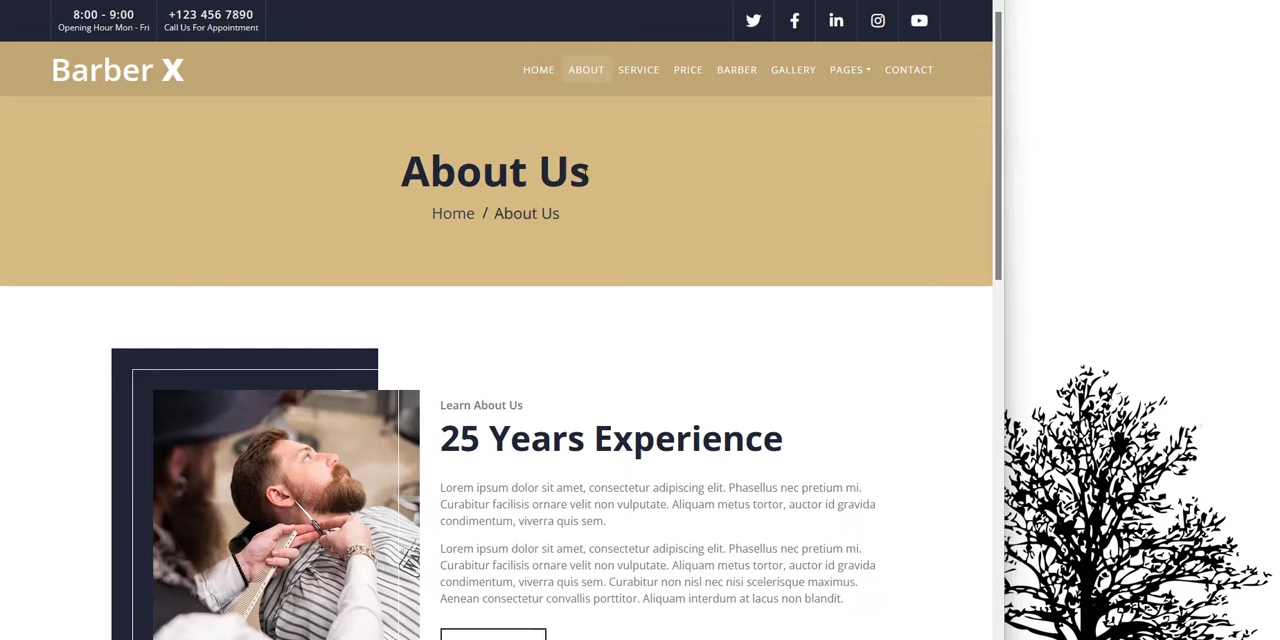 8:00 - 9:00
Opening Hour Mon - Fri
+123 456 7890
Call Us For Appointment
Barber X
HOME
ABOUT
SERVICE
PRICE
BARBER
GALLERY
PAGES
CONTACT
About Us
Home / About Us
Learn About Us
25 Years Experience
Lorem ipsum dolor sit amet, consectetur adipiscing elit. Phasellus nec pretium mi.
Curabitur facilisis ornare velit non vulputate. Aliquam metus tortor, auctor id gravida
condimentum, viverra quis sem.
Lorem ipsum dolor sit amet, consectetur adipiscing elit. Phasellus nec pretium mi.
Curabitur facilisis ornare velit non vulputate. Aliquam metus tortor, auctor id gravida
condimentum, viverra quis sem. Curabitur non nisl nec nisi scelerisque maximus.
Aenean consectetur convallis porttitor. Aliquam interdum at lacus non blandit.